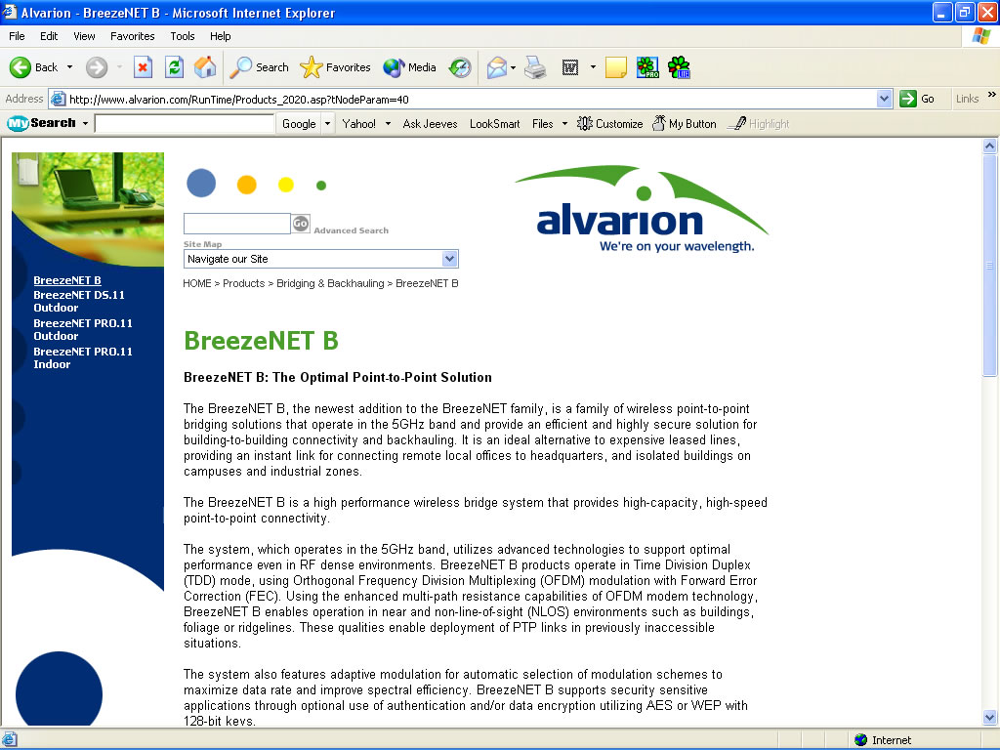 Alvarion - BreezeNET B - Microsoft Internet Explorer
File Edit View Favorites Tools Help
Back Search Favorites Media W PRO LITE
Address http://www.alvarion.com/RunTime/Products_2020.asp?tNodeParam=40 Go Links »
My Search Google Yahoo! Ask Jeeves LookSmart Files Customize My Button Highlight
Go
Advanced Search
alvarion
We're on your wavelength.
Site Map
Navigate our Site
HOME > Products > Bridging & Backhauling > BreezeNET B
BreezeNET B
BreezeNET DS.11
Outdoor
BreezeNET PRO.11
Outdoor
BreezeNET PRO.11
Indoor
BreezeNET B
BreezeNET B: The Optimal Point-to-Point Solution
The BreezeNET B, the newest addition to the BreezeNET family, is a family of wireless point-to-point
bridging solutions that operate in the 5GHz band and provide an efficient and highly secure solution for
building-to-building connectivity and backhauling. It is an ideal alternative to expensive leased lines,
providing an instant link for connecting remote local offices to headquarters, and isolated buildings on
campuses and industrial zones.
The BreezeNET B is a high performance wireless bridge system that provides high-capacity, high-speed
point-to-point connectivity.
The system, which operates in the 5GHz band, utilizes advanced technologies to support optimal
performance even in RF dense environments. BreezeNET B products operate in Time Division Duplex
(TDD) mode, using Orthogonal Frequency Division Multiplexing (OFDM) modulation with Forward Error
Correction (FEC). Using the enhanced multi-path resistance capabilities of OFDM modem technology,
BreezeNET B enables operation in near and non-line-of-sight (NLOS) environments such as buildings,
foliage or ridgelines. These qualities enable deployment of PTP links in previously inaccessible
situations.
The system also features adaptive modulation for automatic selection of modulation schemes to
maximize data rate and improve spectral efficiency. BreezeNET B supports security sensitive
applications through optional use of authentication and/or data encryption utilizing AES or WEP with
128-bit keys.
Internet